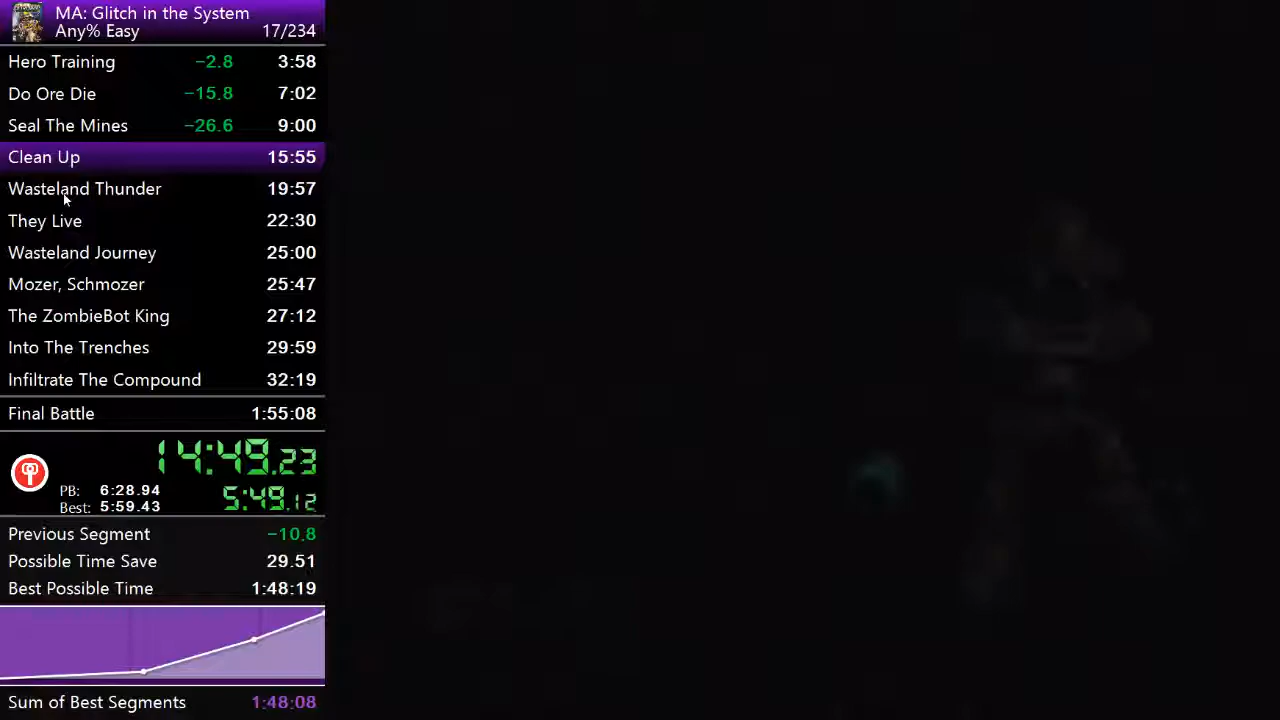 MA: Glitch in the System
Any% Easy 17/234
Hero Training −2.8 3:58
Do Ore Die −15.8 7:02
Seal The Mines −26.6 9:00
Clean Up 15:55
Wasteland Thunder 19:57
They Live 22:30
Wasteland Journey 25:00
Mozer, Schmozer 25:47
The ZombieBot King 27:12
Into The Trenches 29:59
Infiltrate The Compound 32:19
Final Battle 1:55:08
14:49.23
PB: 6:28.94
Best: 5:59.43 5:49.12
Previous Segment −10.8
Possible Time Save 29.51
Best Possible Time 1:48:19
Sum of Best Segments 1:48:08